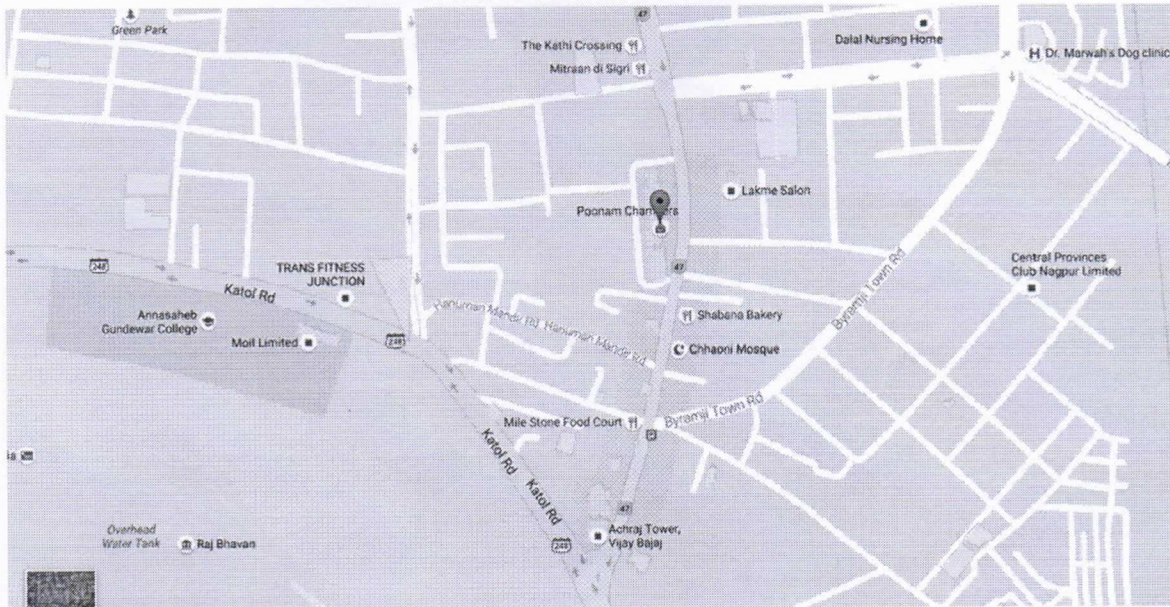 Green Park
47
The Kathi Crossing
Mitraan di Sigri
Dalal Nursing Home
H
Dr. Marwah's Dog clinic
Lakme Salon
Poonam Chambers
248
TRANS FITNESS
JUNCTION
Katol Rd
Annasaheb
Gundewar College
Moil Limited
248
47
Byramji Town Rd
Central Provinces
Club Nagpur Limited
Hanuman Mandir Rd
Hanuman Mandir Rd
Shabana Bakery
Chhaoni Mosque
Mile Stone Food Court
Byramji Town Rd
Katol Rd
Katol Rd
47
Achraj Tower,
Vijay Bajaj
248
Overhead
Water Tank
Raj Bhavan